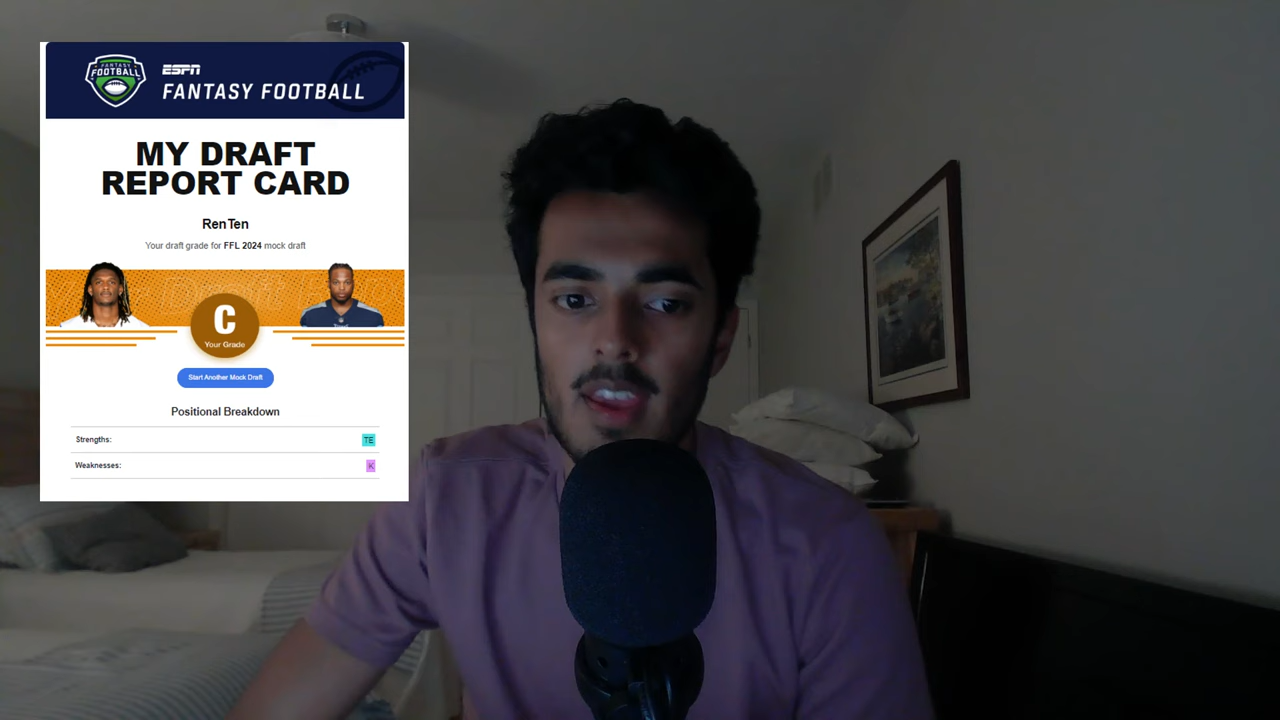 FANTASY
FOOTBALL
ESPN
FANTASY FOOTBALL
MY DRAFT
REPORT CARD
RenTen
Your draft grade for FFL 2024 mock draft
C
Your Grade
Start Another Mock Draft
Positional Breakdown
Strengths: TE
Weaknesses: K